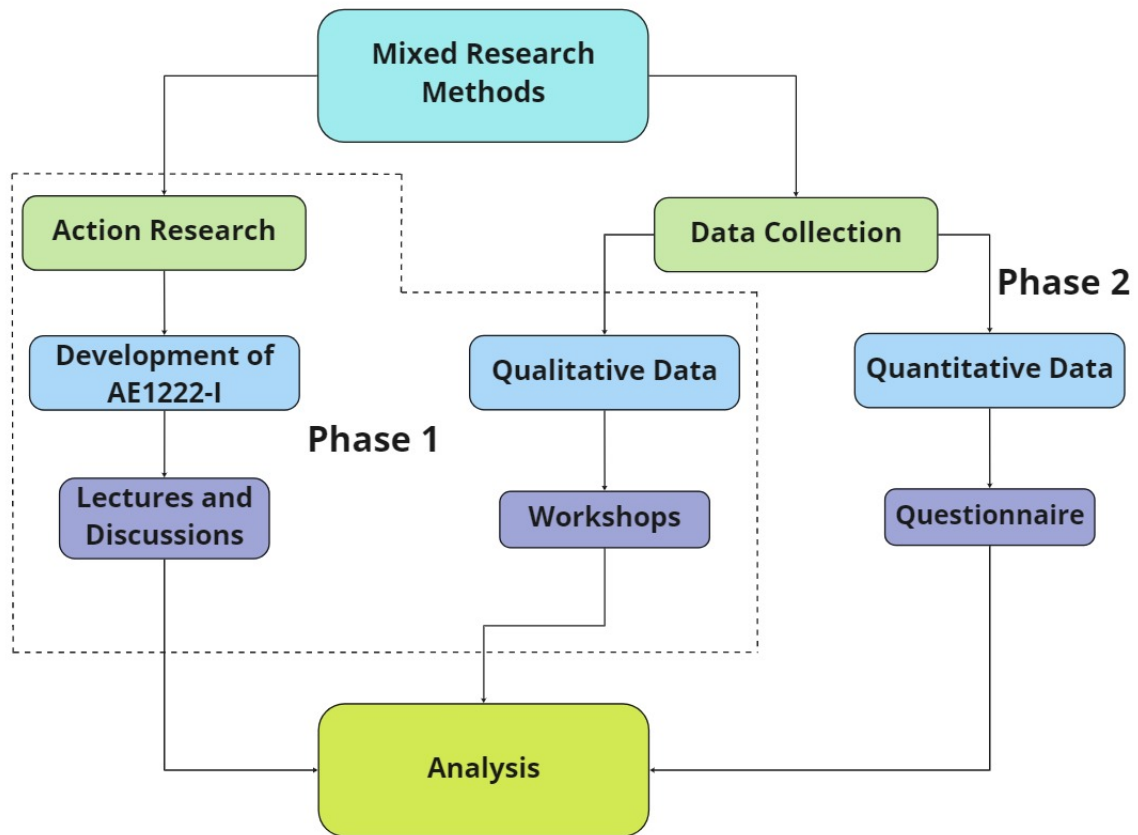 Mixed Research
Methods
Action Research
Data Collection
Phase 2
Development of
AE1222-I
Qualitative Data
Quantitative Data
Phase 1
Lectures and
Discussions
Workshops
Questionnaire
Analysis